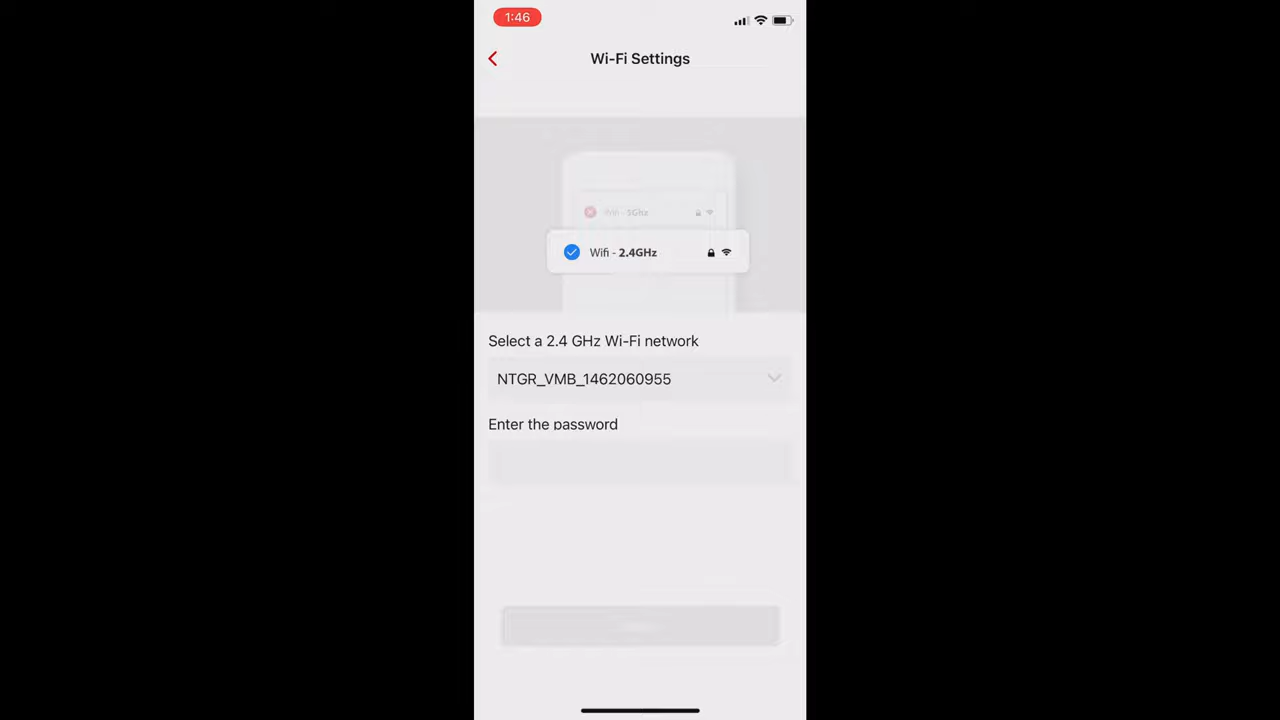 1:46
Wi-Fi Settings
Wifi - 5Ghz
Wifi - 2.4GHz
Select a 2.4 GHz Wi-Fi network
NTGR_VMB_1462060955
Enter the password